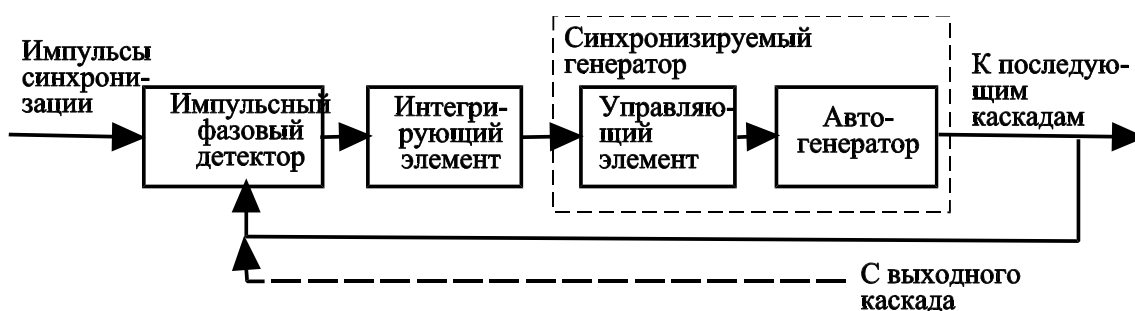 Импульсы
синхрони-
зации
Импульсный
фазовый
детектор
Интегри-
рующий
элемент
Синхронизируемый
генератор
Управляю-
щий
элемент
Авто-
генератор
К последую-
щим
каскадам
С выходного
каскада